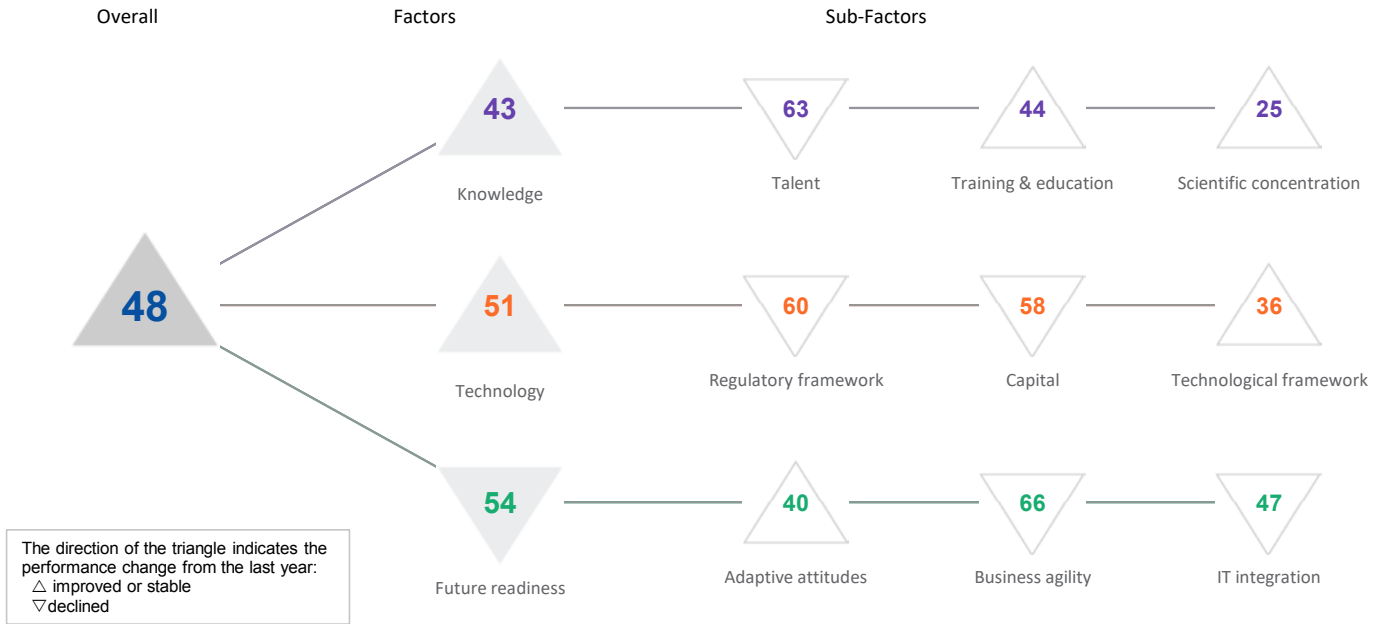 Overall
Factors
Sub-Factors
43
63
44
25
Knowledge
Talent
Training & education
Scientific concentration
48
51
60
58
36
Technology
Regulatory framework
Capital
Technological framework
54
40
66
47
Future readiness
Adaptive attitudes
Business agility
IT integration
The direction of the triangle indicates the
performance change from the last year:
△ improved or stable
▽declined